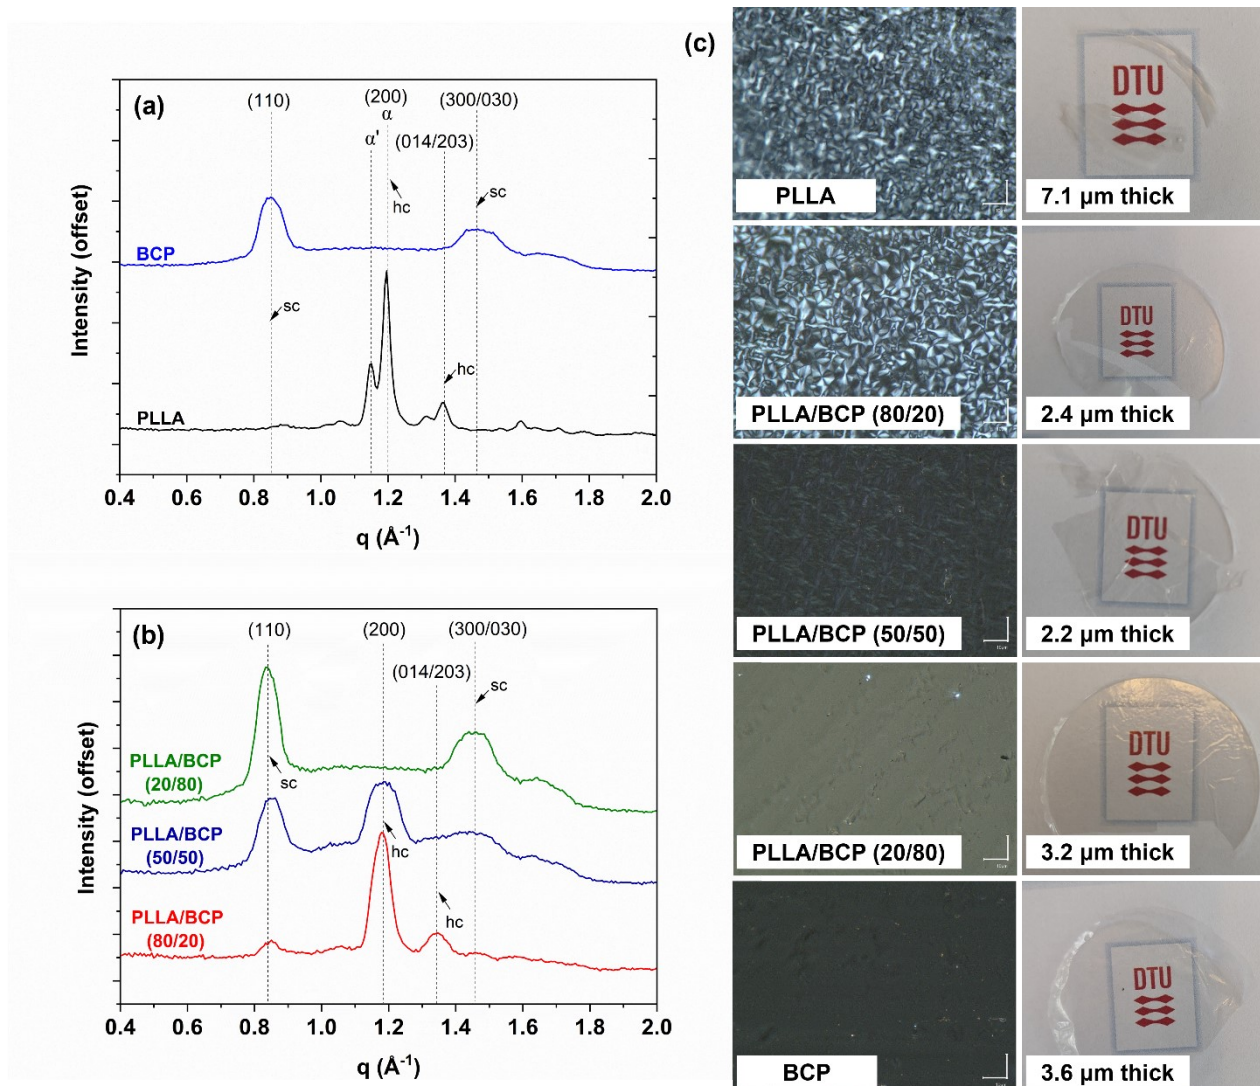 (a)
(110)
(200)
α
α'
(014/203)
(300/030)
BCP
sc
hc
sc
hc
PLLA
Intensity (offset)
0.4 0.6 0.8 1.0 1.2 1.4 1.6 1.8 2.0
q (Å⁻¹)
(b)
(110)
(200)
(300/030)
(014/203)
sc
PLLA/BCP
(20/80)
sc
PLLA/BCP
(50/50)
hc
PLLA/BCP
(80/20)
hc
Intensity (offset)
0.4 0.6 0.8 1.0 1.2 1.4 1.6 1.8 2.0
q (Å⁻¹)
(c)
PLLA
DTU
7.1 µm thick
PLLA/BCP (80/20)
DTU
2.4 µm thick
PLLA/BCP (50/50)
DTU
2.2 µm thick
PLLA/BCP (20/80)
DTU
3.2 µm thick
BCP
DTU
3.6 µm thick